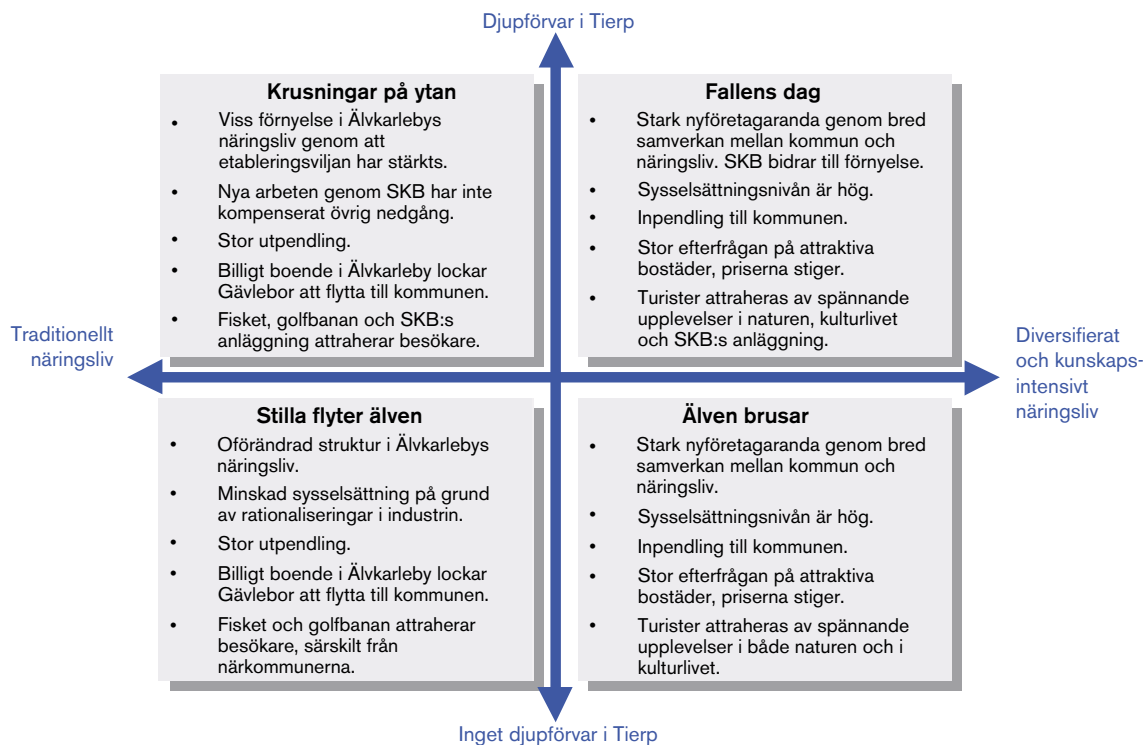 Djupförvar i Tierp
Krusningar på ytan
• Viss förnyelse i Älvkarlebys
näringsliv genom att
etableringsviljan har stärkts.
• Nya arbeten genom SKB har inte
kompenserat övrig nedgång.
• Stor utpendling.
• Billigt boende i Älvkarleby lockar
Gävlebor att flytta till kommunen.
• Fisket, golfbanan och SKB:s
anläggning attraherar besökare.
Fallens dag
• Stark nyföretagaranda genom bred
samverkan mellan kommun och
näringsliv. SKB bidrar till förnyelse.
• Sysselsättningsnivån är hög.
• Inpendling till kommunen.
• Stor efterfrågan på attraktiva
bostäder, priserna stiger.
• Turister attraheras av spännande
upplevelser i naturen, kulturlivet
och SKB:s anläggning.
Traditionellt
näringsliv
Diversifierat
och kunskaps-
intensivt
näringsliv
Stilla flyter älven
• Oförändrad struktur i Älvkarlebys
näringsliv.
• Minskad sysselsättning på grund
av rationaliseringar i industrin.
• Stor utpendling.
• Billigt boende i Älvkarleby lockar
Gävlebor att flytta till kommunen.
• Fisket och golfbanan attraherar
besökare, särskilt från
närkommunerna.
Älven brusar
• Stark nyföretagaranda genom bred
samverkan mellan kommun och
näringsliv.
• Sysselsättningsnivån är hög.
• Inpendling till kommunen.
• Stor efterfrågan på attraktiva
bostäder, priserna stiger.
• Turister attraheras av spännande
upplevelser i både naturen och i
kulturlivet.
Inget djupförvar i Tierp